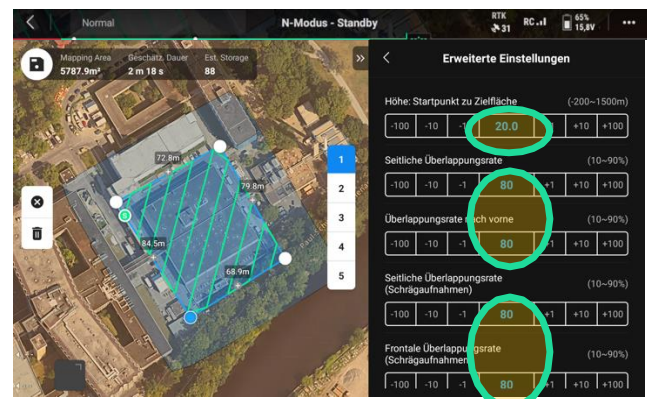 Normal
N-Modus - Standby
RTK
31
RC
65%
15,8V
Mapping Area
5787.9m²
Geschätz. Dauer
2 m 18 s
Est. Storage
88
72.8m
79.8m
84.5m
68.9m
1
2
3
4
5
Erweiterte Einstellungen
Höhe: Startpunkt zu Zielfläche (-200~1500m)
-100 -10 -1 20.0 +1 +10 +100
Seitliche Überlappungsrate (10~90%)
-100 -10 -1 80 +1 +10 +100
Überlappungsrate nach vorne (10~90%)
-100 -10 -1 80 +1 +10 +100
Seitliche Überlappungsrate (10~90%)
(Schrägaufnahmen)
-100 -10 -1 80 +1 +10 +100
Frontale Überlappungsrate (10~90%)
(Schrägaufnahmen)
-100 -10 -1 80 +1 +10 +100